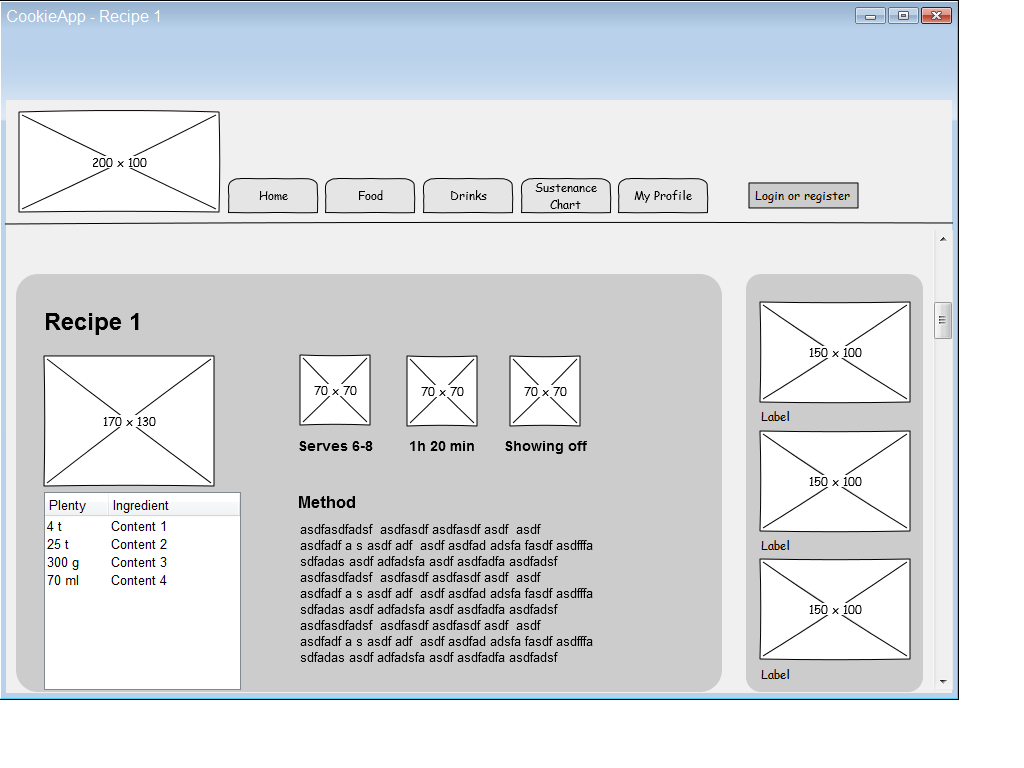 CookieApp - Recipe 1
200 x 100
Home
Food
Drinks
Sustenance
Chart
My Profile
Login or register
Recipe 1
170 x 130
70 x 70
70 x 70
70 x 70
Serves 6-8
1h 20 min
Showing off
Plenty Ingredient
4 t Content 1
25 t Content 2
300 g Content 3
70 ml Content 4
Method
asdfasdfadsf asdfasdf asdfasdf asdf asdf
asdfadf a s asdf adf asdf asdfad adsfa fasdf asdfffa
sdfadas asdf adfadsfa asdf asdfadfa asdfadsf
asdfasdfadsf asdfasdf asdfasdf asdf asdf
asdfadf a s asdf adf asdf asdfad adsfa fasdf asdfffa
sdfadas asdf adfadsfa asdf asdfadfa asdfadsf
asdfasdfadsf asdfasdf asdfasdf asdf asdf
asdfadf a s asdf adf asdf asdfad adsfa fasdf asdfffa
sdfadas asdf adfadsfa asdf asdfadfa asdfadsf
150 x 100
Label
150 x 100
Label
150 x 100
Label